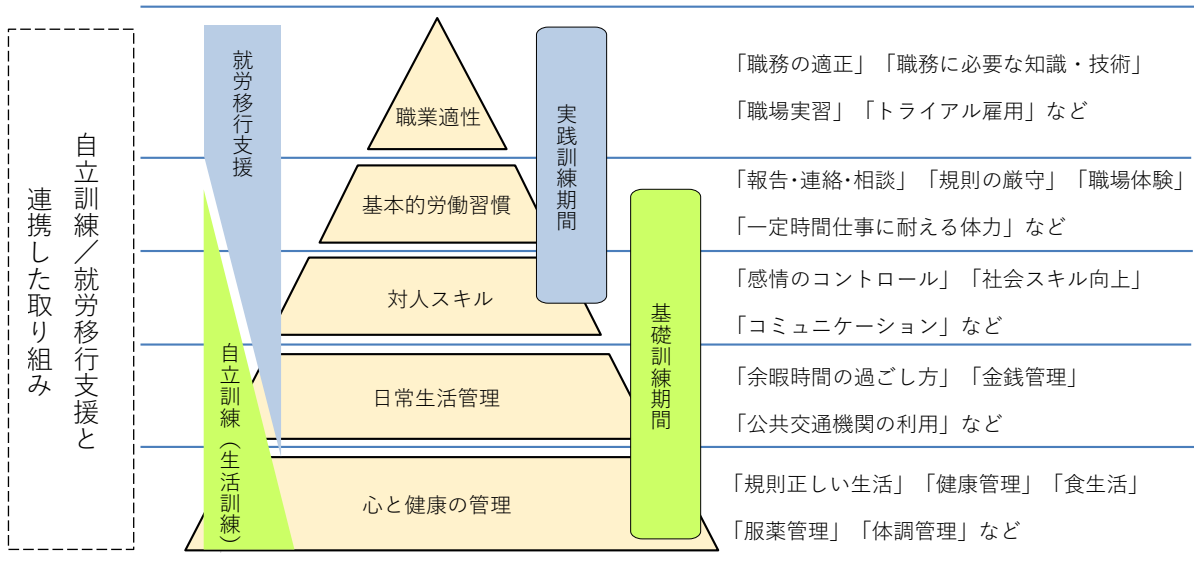 自立訓練／就労移行支援と
連携した取り組み
就労移行支援
自立訓練（生活訓練）
職業適性
基本的労働習慣
対人スキル
日常生活管理
心と健康の管理
実践訓練期間
基礎訓練期間
「職務の適正」「職務に必要な知識・技術」
「職場実習」「トライアル雇用」など
「報告・連絡・相談」「規則の厳守」「職場体験」
「一定時間仕事に耐える体力」など
「感情のコントロール」「社会スキル向上」
「コミュニケーション」など
「余暇時間の過ごし方」「金銭管理」
「公共交通機関の利用」など
「規則正しい生活」「健康管理」「食生活」
「服薬管理」「体調管理」など